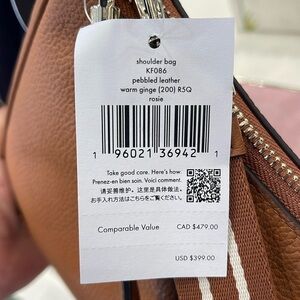 shoulder bag
KF086
pebbled leather
warm ginge (200) R5Q
rosie
1 96021 36942 1
Take good care. Here's how.
Prenez-en bien soin. Voici comment.
请妥善维护。这里是具体做法。
お手入れ方法はこちらをご覧ください。
Comparable Value CAD $479.00
USD $399.00